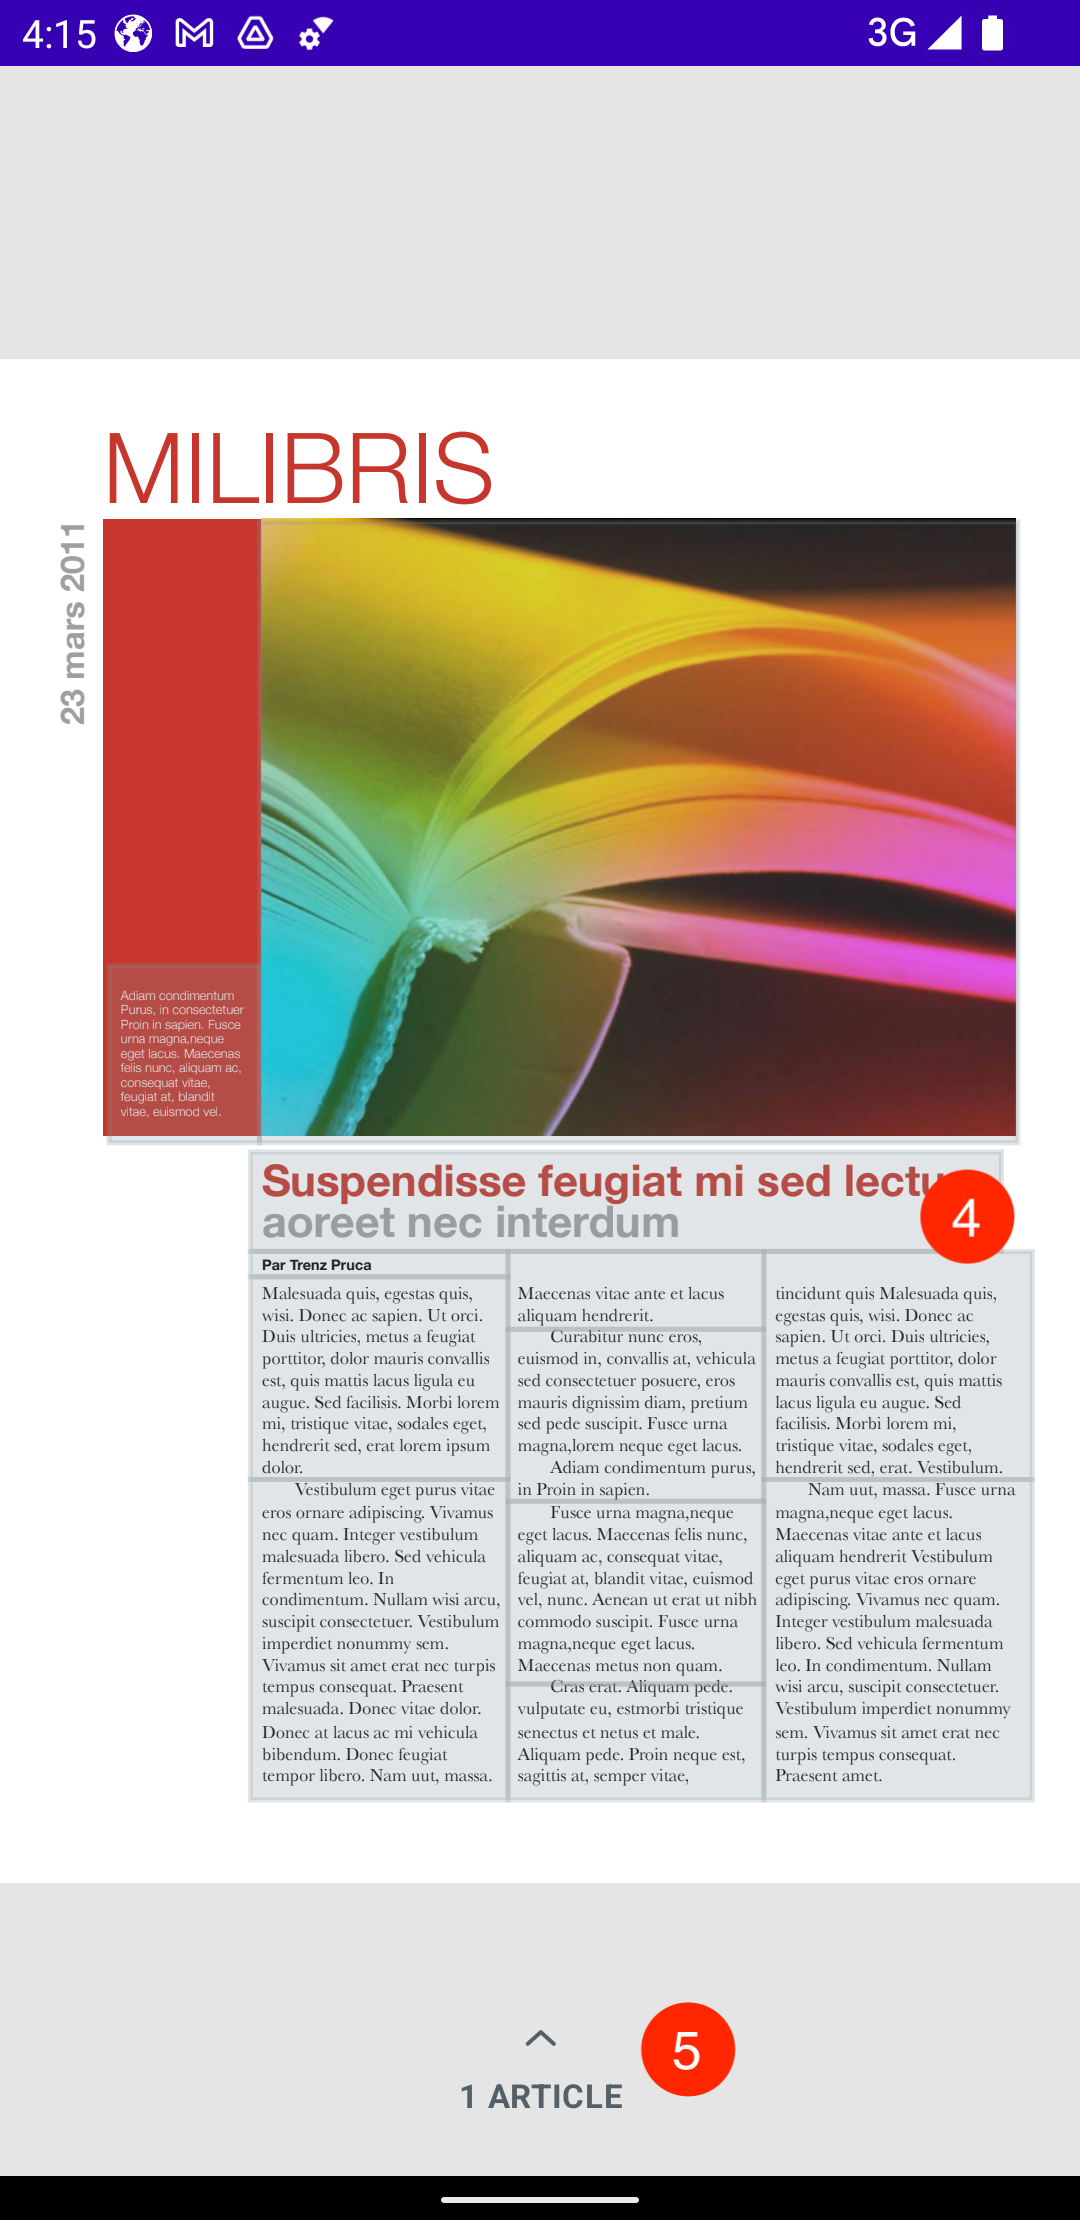 4:15
3G
MILIBRIS
23 mars 2011
Adiam condimentum
Purus, in consectetuer
Proin in sapien. Fusce
urna magna,neque
eget lacus. Maecenas
felis nunc, aliquam ac,
consequat vitae,
feugiat at, blandit
vitae, euismod vel.
Suspendisse feugiat mi sed lectu
aoreet nec interdum
4
Par Trenz Pruca
Malesuada quis, egestas quis,
wisi. Donec ac sapien. Ut orci.
Duis ultricies, metus a feugiat
porttitor, dolor mauris convallis
est, quis mattis lacus ligula eu
augue. Sed facilisis. Morbi lorem
mi, tristique vitae, sodales eget,
hendrerit sed, erat lorem ipsum
dolor.
Vestibulum eget purus vitae
eros ornare adipiscing. Vivamus
nec quam. Integer vestibulum
malesuada libero. Sed vehicula
fermentum leo. In
condimentum. Nullam wisi arcu,
suscipit consectetuer. Vestibulum
imperdiet nonummy sem.
Vivamus sit amet erat nec turpis
tempus consequat. Praesent
malesuada. Donec vitae dolor.
Donec at lacus ac mi vehicula
bibendum. Donec feugiat
tempor libero. Nam uut, massa.
Maecenas vitae ante et lacus
aliquam hendrerit.
Curabitur nunc eros,
euismod in, convallis at, vehicula
sed consectetuer posuere, eros
mauris dignissim diam, pretium
sed pede suscipit. Fusce urna
magna,lorem neque eget lacus.
Adiam condimentum purus,
in Proin in sapien.
Fusce urna magna,neque
eget lacus. Maecenas felis nunc,
aliquam ac, consequat vitae,
feugiat at, blandit vitae, euismod
vel, nunc. Aenean ut erat ut nibh
commodo suscipit. Fusce urna
magna,neque eget lacus.
Maecenas metus non quam.
Cras erat. Aliquam pede.
vulputate eu, estmorbi tristique
senectus et netus et male.
Aliquam pede. Proin neque est,
sagittis at, semper vitae,
tincidunt quis Malesuada quis,
egestas quis, wisi. Donec ac
sapien. Ut orci. Duis ultricies,
metus a feugiat porttitor, dolor
mauris convallis est, quis mattis
lacus ligula eu augue. Sed
facilisis. Morbi lorem mi,
tristique vitae, sodales eget,
hendrerit sed, erat. Vestibulum.
Nam uut, massa. Fusce urna
magna,neque eget lacus.
Maecenas vitae ante et lacus
aliquam hendrerit Vestibulum
eget purus vitae eros ornare
adipiscing. Vivamus nec quam.
Integer vestibulum malesuada
libero. Sed vehicula fermentum
leo. In condimentum. Nullam
wisi arcu, suscipit consectetuer.
Vestibulum imperdiet nonummy
sem. Vivamus sit amet erat nec
turpis tempus consequat.
Praesent amet.
5
1 ARTICLE